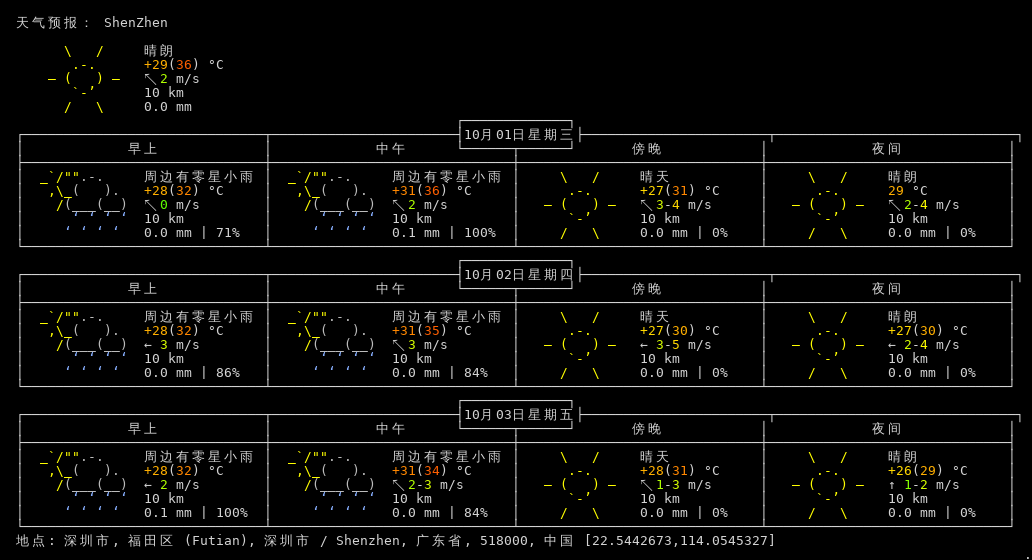 天气预报： ShenZhen
晴朗
+29(36) °C
↖ 2 m/s
10 km
0.0 mm
10月01日星期三
早上 中午 傍晚 夜间
周边有零星小雨 周边有零星小雨 晴天 晴朗
+28(32) °C +31(36) °C +27(31) °C 29 °C
↖ 0 m/s ↖ 2 m/s ↖ 3-4 m/s ↖ 2-4 m/s
10 km 10 km 10 km 10 km
0.0 mm | 71% 0.1 mm | 100% 0.0 mm | 0% 0.0 mm | 0%
10月02日星期四
早上 中午 傍晚 夜间
周边有零星小雨 周边有零星小雨 晴天 晴朗
+28(32) °C +31(35) °C +27(30) °C +27(30) °C
← 3 m/s ↖ 3 m/s ← 3-5 m/s ← 2-4 m/s
10 km 10 km 10 km 10 km
0.0 mm | 86% 0.0 mm | 84% 0.0 mm | 0% 0.0 mm | 0%
10月03日星期五
早上 中午 傍晚 夜间
周边有零星小雨 周边有零星小雨 晴天 晴朗
+28(32) °C +31(34) °C +28(31) °C +26(29) °C
← 2 m/s ↖ 2-3 m/s ↖ 1-3 m/s ↑ 1-2 m/s
10 km 10 km 10 km 10 km
0.1 mm | 100% 0.0 mm | 84% 0.0 mm | 0% 0.0 mm | 0%
地点: 深圳市, 福田区 (Futian), 深圳市 / Shenzhen, 广东省, 518000, 中国 [22.5442673,114.0545327]